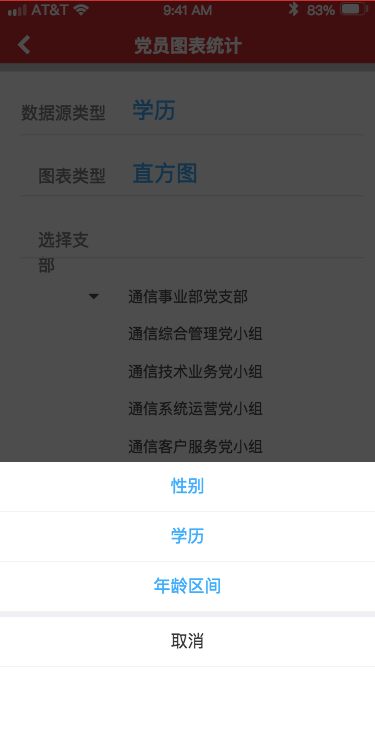 AT&T 9:41 AM 83%
党员图表统计
数据源类型 学历
图表类型 直方图
选择支
部
通信事业部党支部
通信综合管理党小组
通信技术业务党小组
通信系统运营党小组
通信客户服务党小组
性别
学历
年龄区间
取消